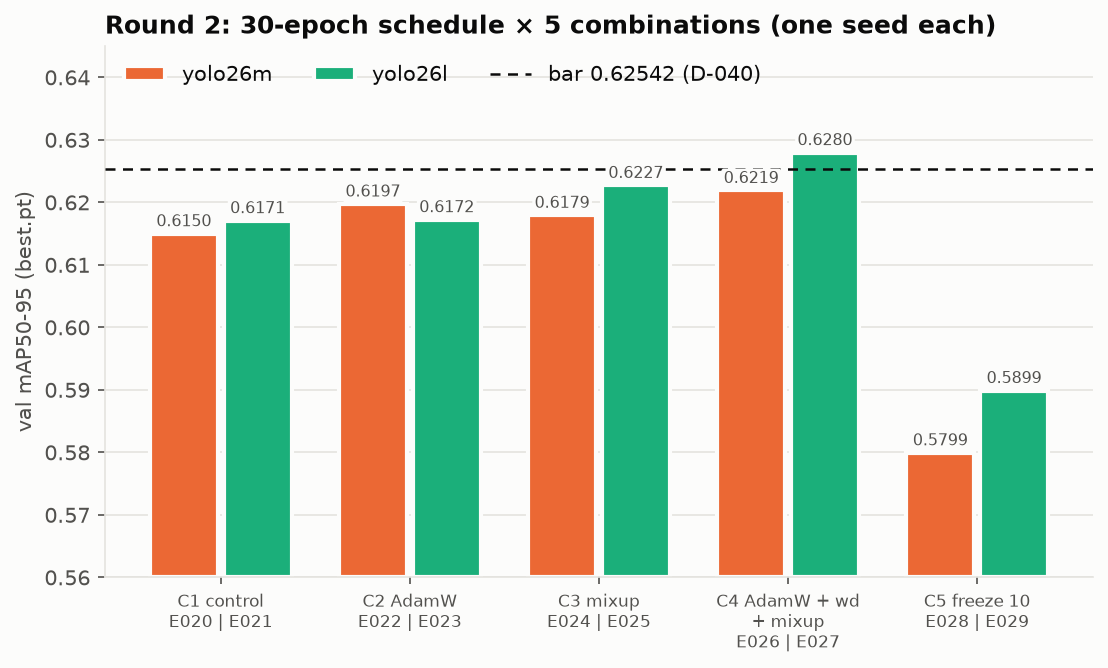 Round 2: 30-epoch schedule × 5 combinations (one seed each)
yolo26m
yolo26l
bar 0.62542 (D-040)
val mAP50-95 (best.pt)
0.64
0.63
0.62
0.61
0.60
0.59
0.58
0.57
0.56
0.6150
0.6171
0.6197
0.6172
0.6179
0.6227
0.6219
0.6280
0.5799
0.5899
C1 control
E020 | E021
C2 AdamW
E022 | E023
C3 mixup
E024 | E025
C4 AdamW + wd
+ mixup
E026 | E027
C5 freeze 10
E028 | E029